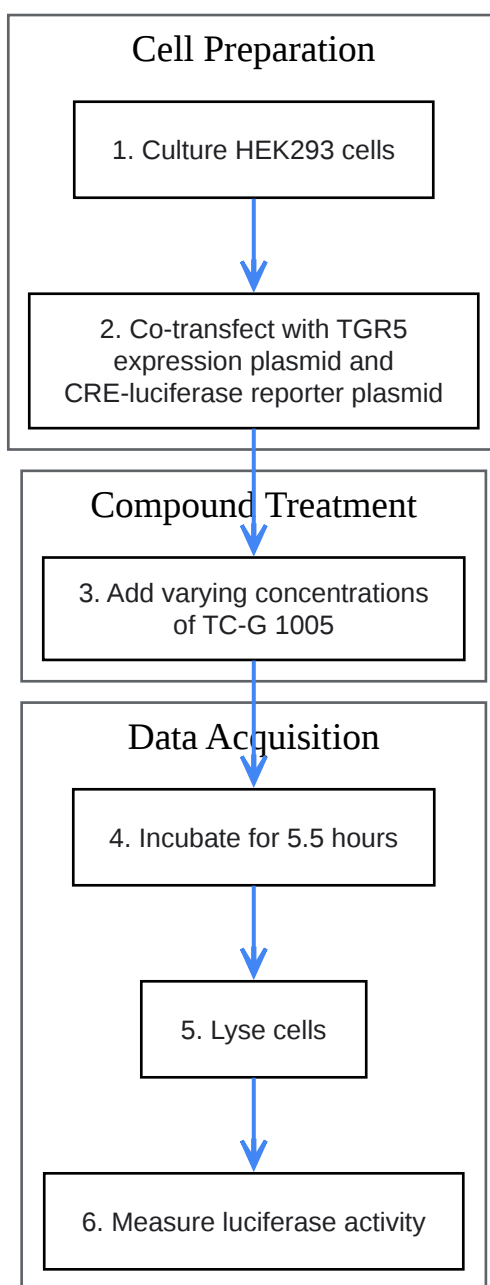 Cell Preparation
1. Culture HEK293 cells
2. Co-transfect with TGR5
expression plasmid and
CRE-luciferase reporter plasmid
Compound Treatment
3. Add varying concentrations
of TC-G 1005
Data Acquisition
4. Incubate for 5.5 hours
5. Lyse cells
6. Measure luciferase activity